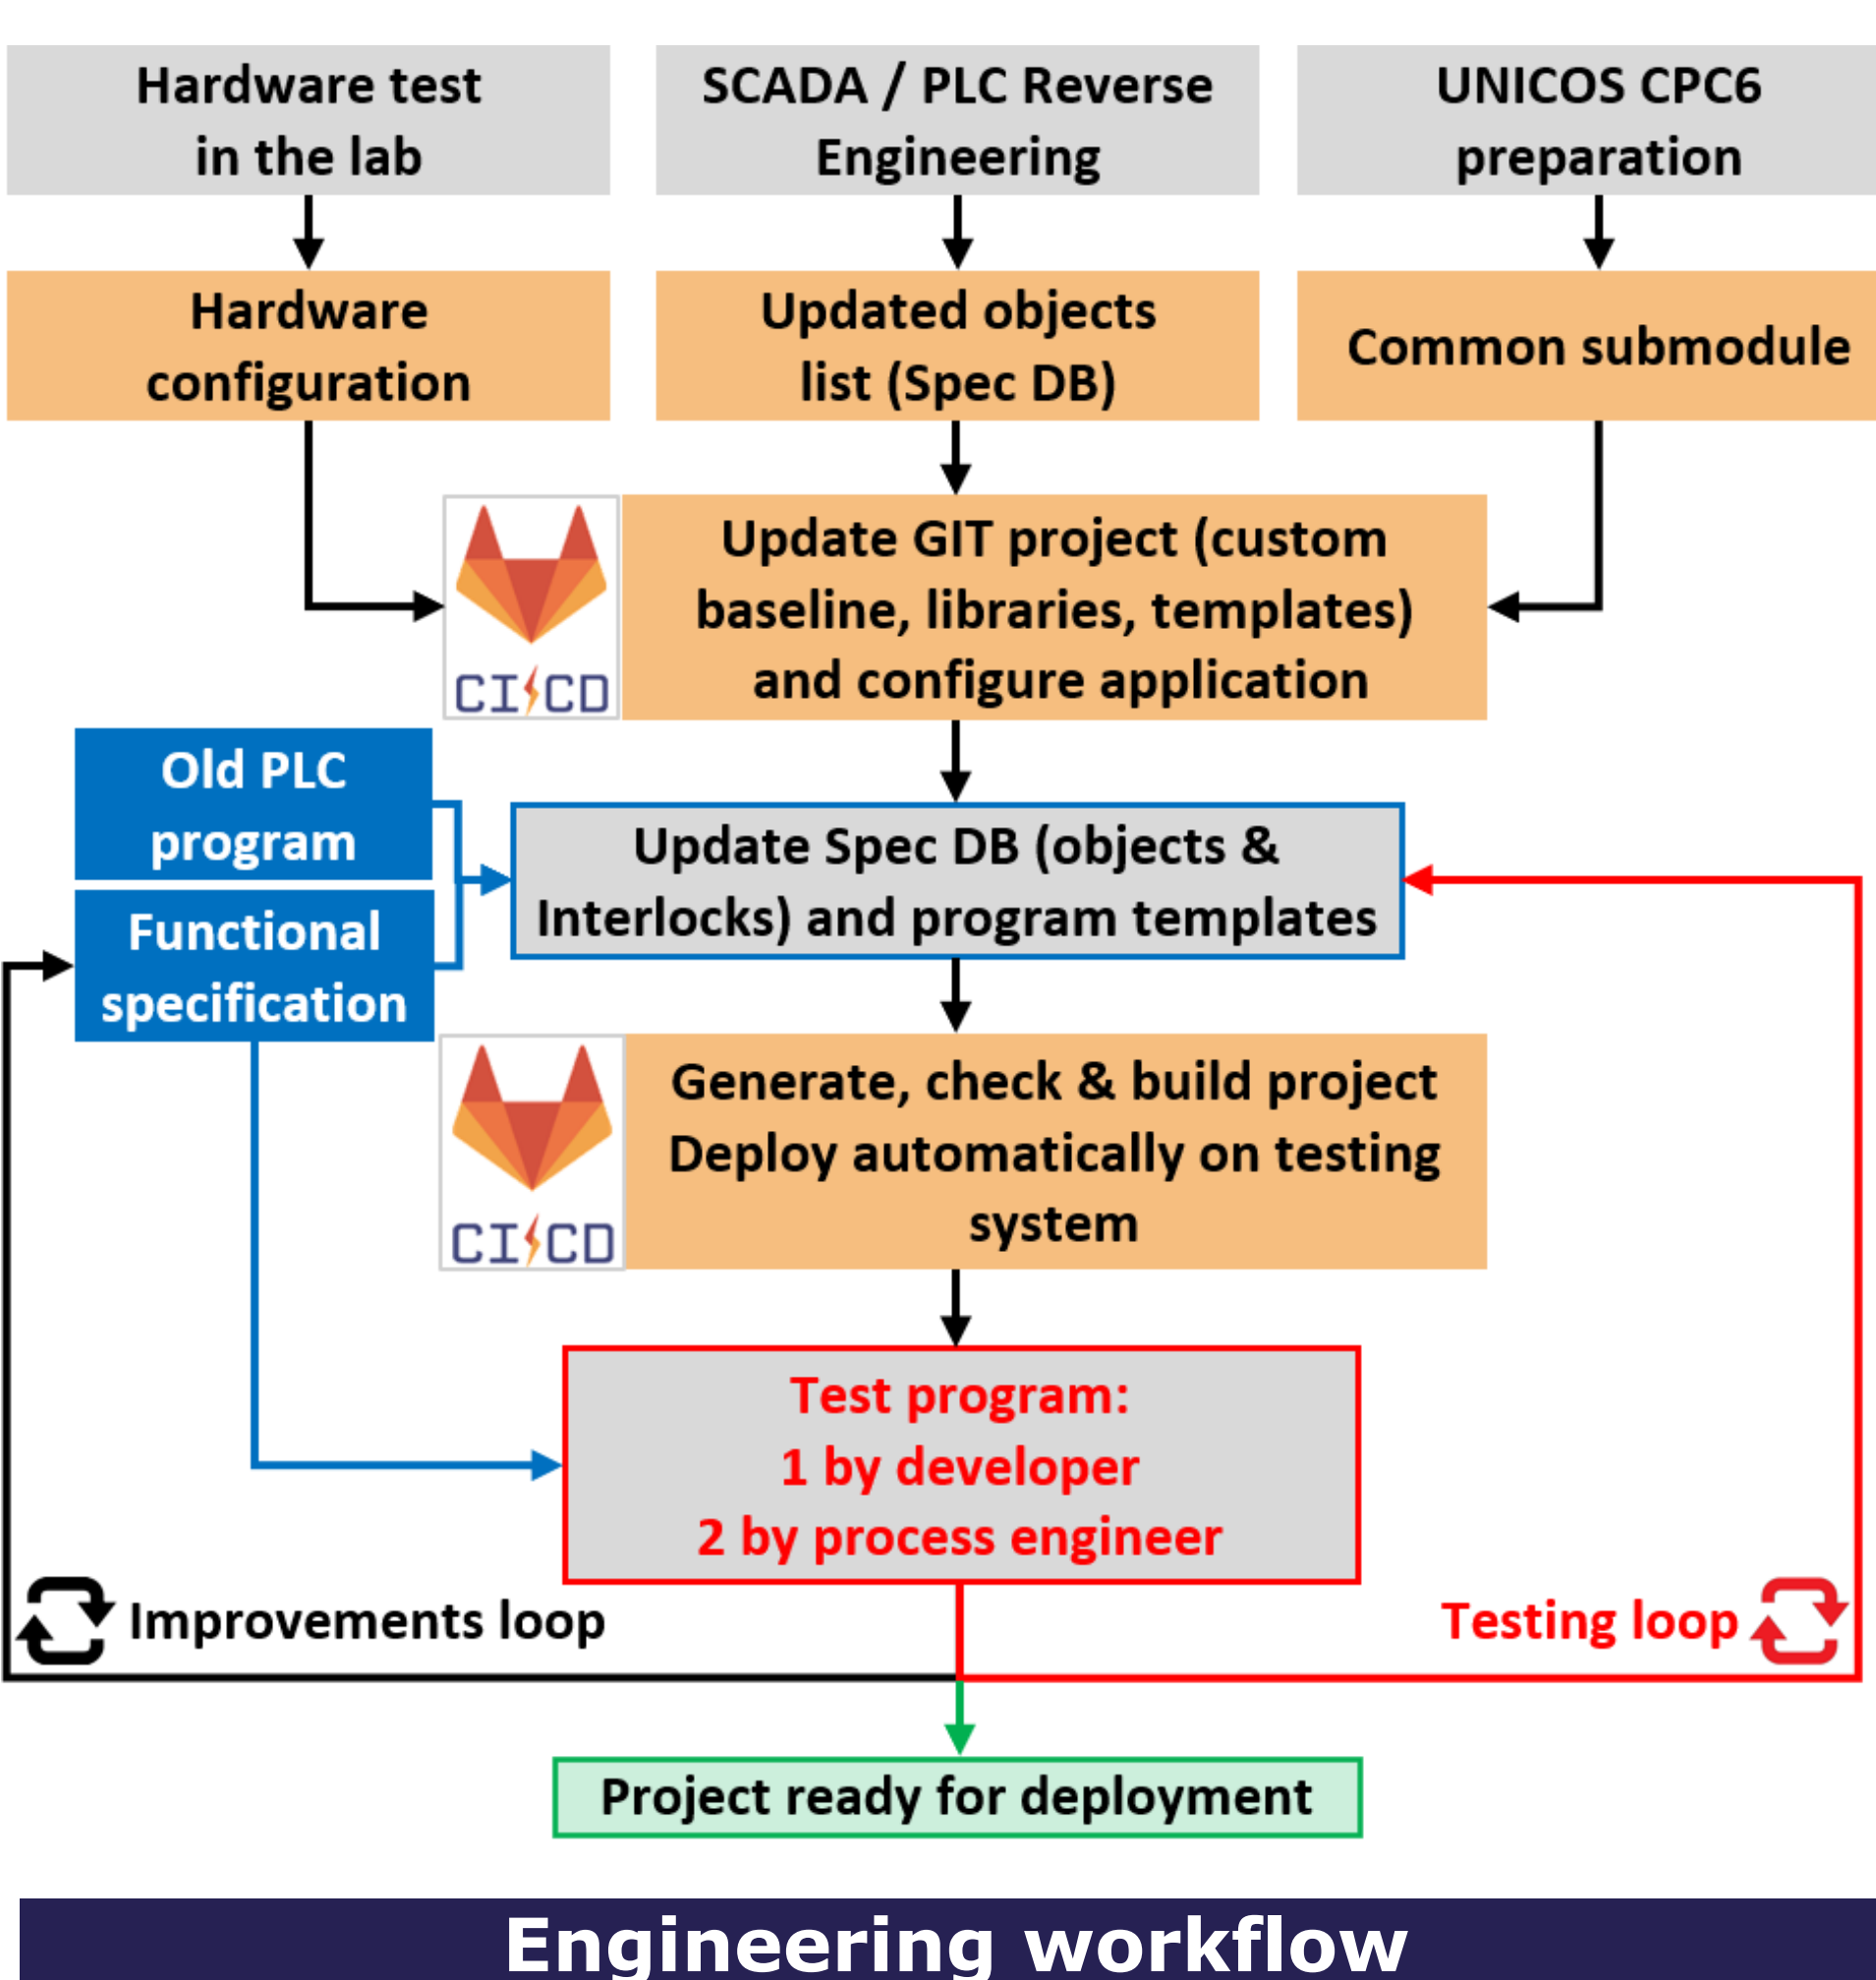 Hardware test
in the lab
SCADA / PLC Reverse
Engineering
UNICOS CPC6
preparation
Hardware
configuration
Updated objects
list (Spec DB)
Common submodule
Update GIT project (custom
baseline, libraries, templates)
and configure application
CI CD
Old PLC
program
Functional
specification
Update Spec DB (objects &
Interlocks) and program templates
Generate, check & build project
Deploy automatically on testing
system
CI CD
Test program:
1 by developer
2 by process engineer
Improvements loop
Testing loop
Project ready for deployment
Engineering workflow